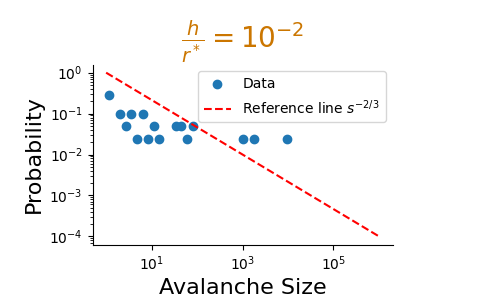 $\frac{h}{r^*} = 10^{-2}$
Data
Reference line $s^{-2/3}$
Probability
$10^0$
$10^{-1}$
$10^{-2}$
$10^{-3}$
$10^{-4}$
$10^1$ $10^3$ $10^5$
Avalanche Size